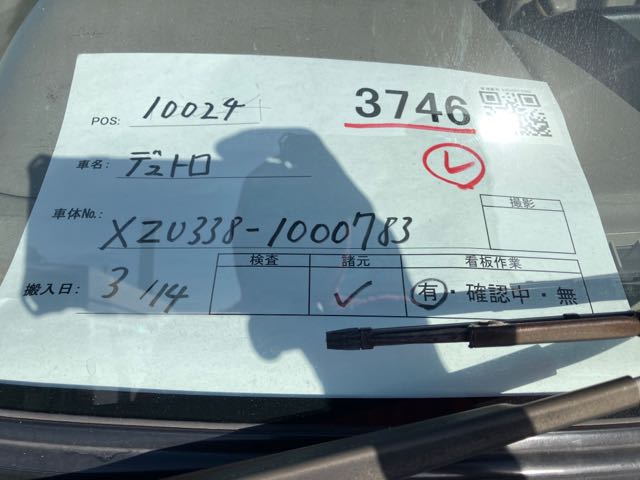 POS: 10024
3746
車名: デュトロ
車体No.: XZU338-1000783
撮影
搬入日: 3/14
検査 諸元 看板作業
有・確認中・無